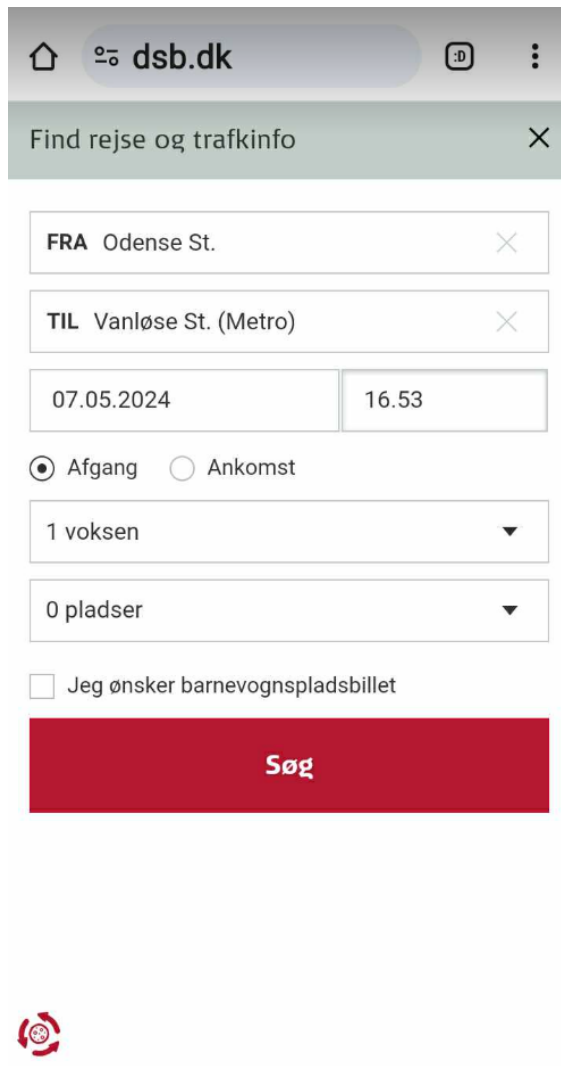 dsb.dk
:D
Find rejse og trafkinfo
FRA Odense St.
TIL Vanløse St. (Metro)
07.05.2024 16.53
Afgang Ankomst
1 voksen
0 pladser
Jeg ønsker barnevognspladsbillet
Søg